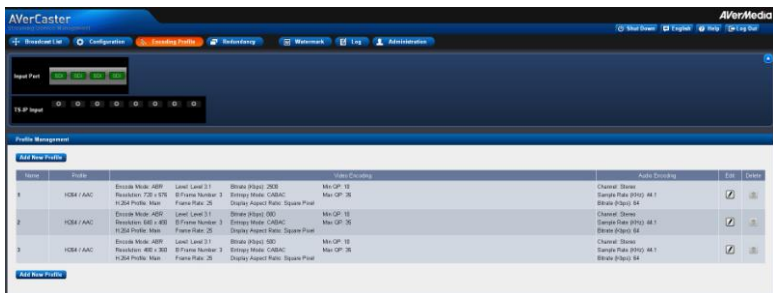 AVerCaster
AVerMedia
Shut Down English Help Log Out
Broadcast List Configuration Encoding Profile Redundancy Watermark Log Administration
Input Port SDI SDI SDI SDI
TS-IP Input
Profile Management
Add New Profile
Name Profile Video Encoding Audio Encoding Edit Delete
Encode Mode: ABR Level: Level 3.1 Bitrate (Kbps): 2500 Min QP: 10 Channel: Stereo
1 H264 / AAC Resolution: 720 x 576 B Frame Number: 3 Entropy Mode: CABAC Max QP: 35 Sample Rate (KHz): 44.1
H.264 Profile: Main Frame Rate: 25 Display Aspect Ratio: Square Pixel Bitrate (Kbps): 64
Encode Mode: ABR Level: Level 3.1 Bitrate (Kbps): Min QP: 10 Channel: Stereo
2 H264 / AAC Resolution: 640 x B Frame Number: 3 Entropy Mode: CABAC Max QP: 35 Sample Rate (KHz): 44.1
H.264 Profile: Main Frame Rate: 25 Display Aspect Ratio: Square Pixel Bitrate (Kbps): 64
Encode Mode: ABR Level: Level 3.1 Bitrate (Kbps): Min QP: 10 Channel: Stereo
3 H264 / AAC Resolution: B Frame Number: 3 Entropy Mode: CABAC Max QP: 35 Sample Rate (KHz): 44.1
H.264 Profile: Main Frame Rate: 25 Display Aspect Ratio: Square Pixel Bitrate (Kbps): 64
Add New Profile